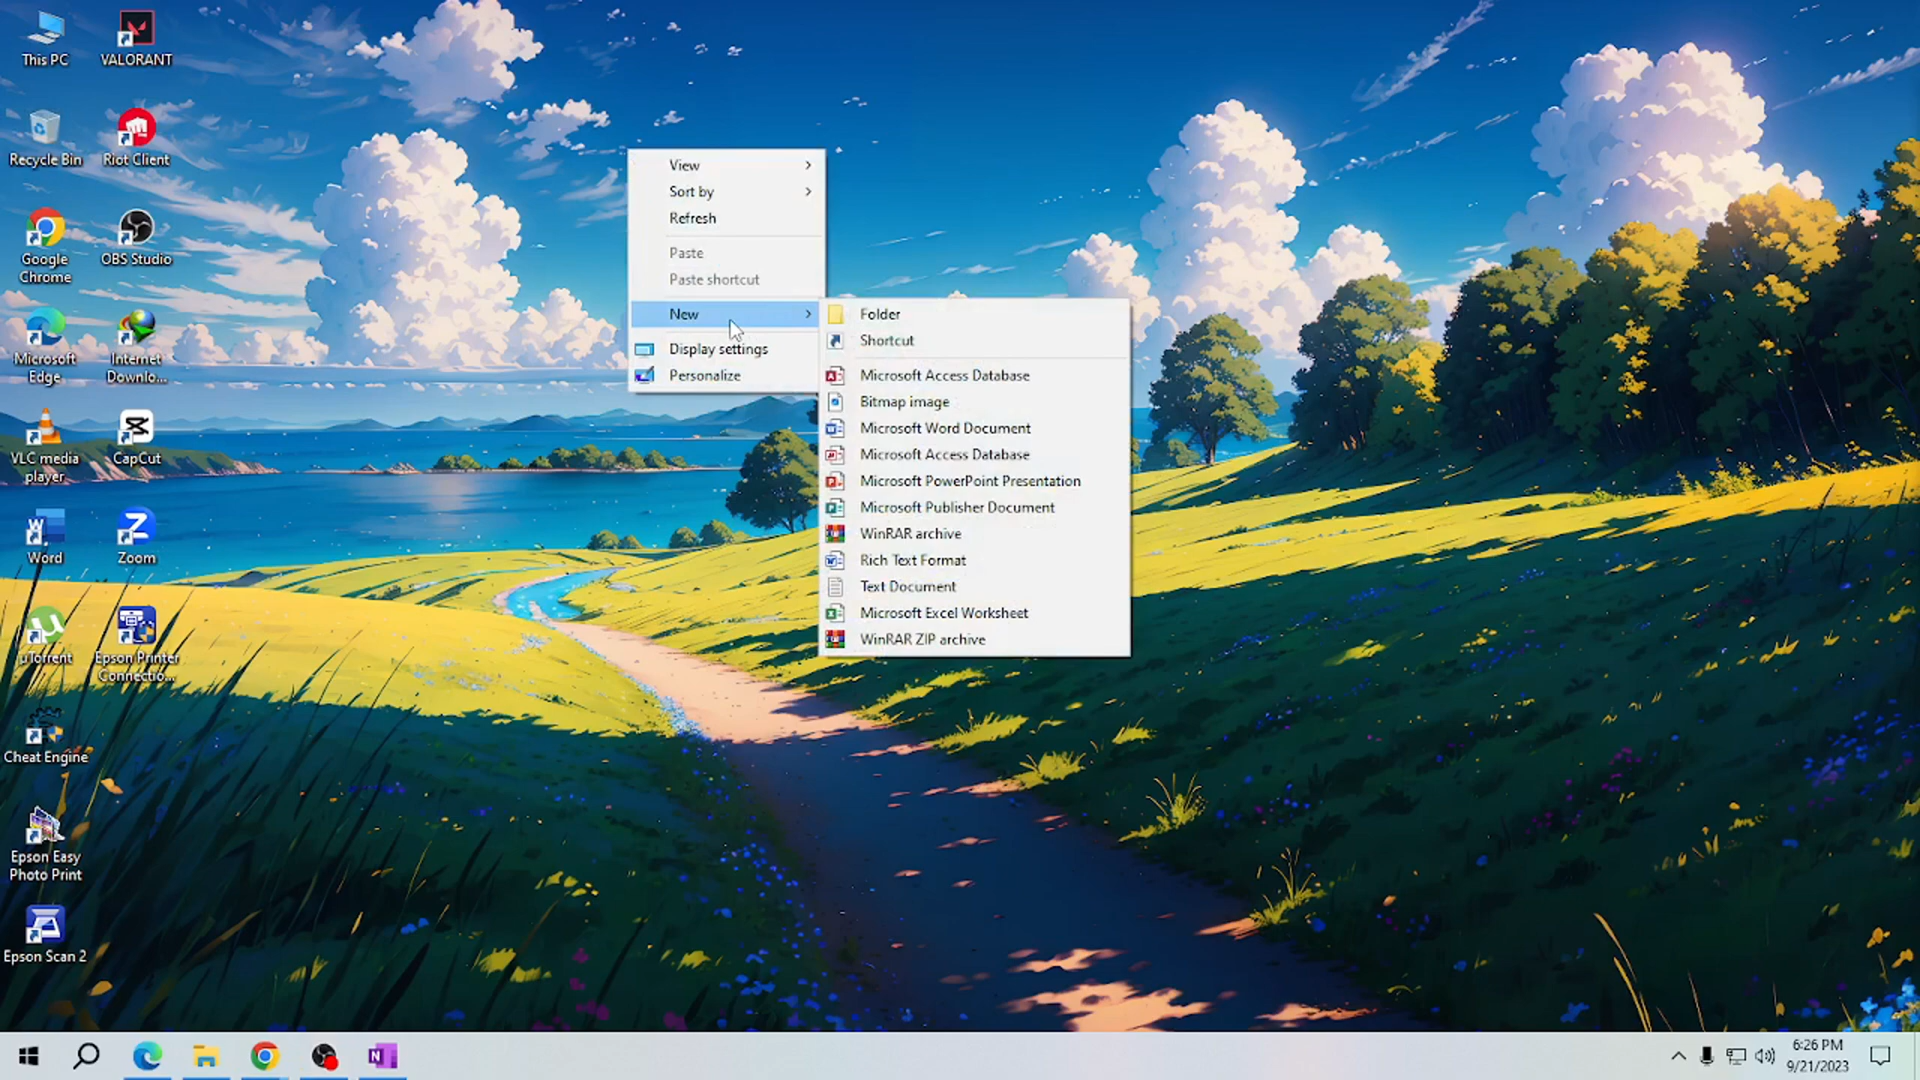 This PC
VALORANT
Recycle Bin
Riot Client
Google
Chrome
OBS Studio
Microsoft
Edge
Internet
Downlo...
VLC media
player
CapCut
Word
Zoom
µTorrent
Epson Printer
Connectio...
Cheat Engine
Epson Easy
Photo Print
Epson Scan 2
View
Sort by
Refresh
Paste
Paste shortcut
New
Display settings
Personalize
Folder
Shortcut
Microsoft Access Database
Bitmap image
Microsoft Word Document
Microsoft Access Database
Microsoft PowerPoint Presentation
Microsoft Publisher Document
WinRAR archive
Rich Text Format
Text Document
Microsoft Excel Worksheet
WinRAR ZIP archive
6:26 PM
9/21/2023